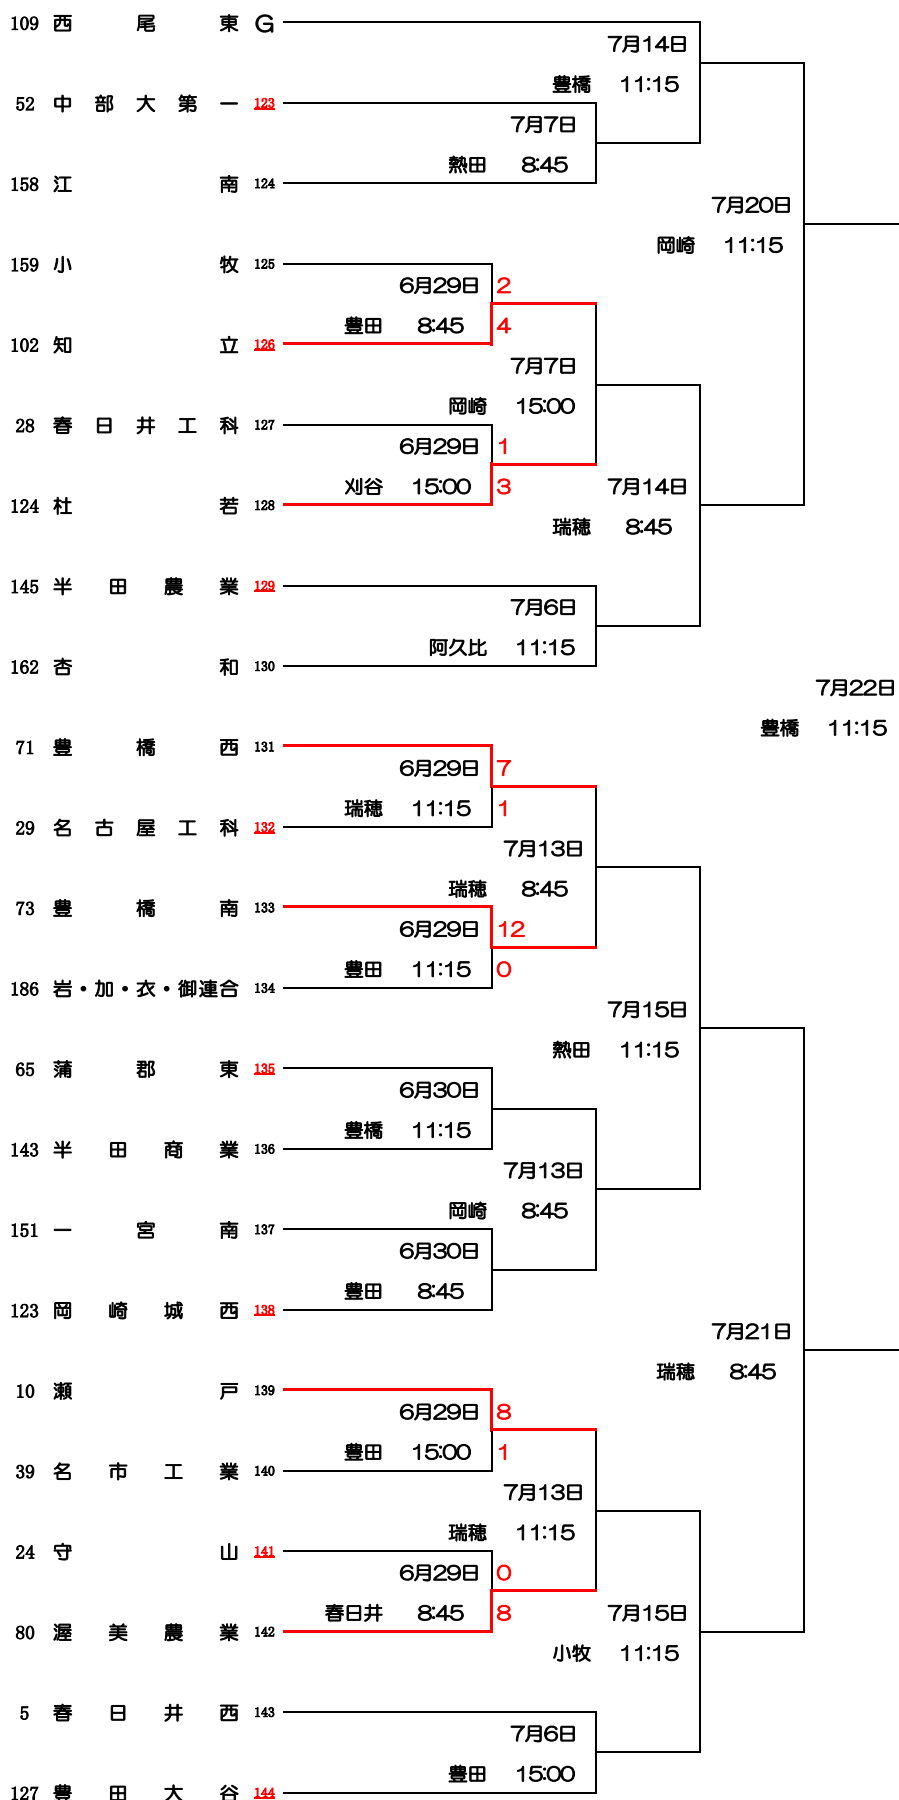 109 西尾東 G
7月14日
豊橋 11:15
52 中部大第一 123
7月7日
熱田 8:45
158 江南 124
7月20日
岡崎 11:15
159 小牧 125
6月29日 2
豊田 8:45 4
102 知立 126
7月7日
岡崎 15:00
28 春日井工科 127
6月29日 1
刈谷 15:00 3
7月14日
124 杜若 128
瑞穂 8:45
145 半田農業 129
7月6日
阿久比 11:15
162 杏和 130
7月22日
豊橋 11:15
71 豊橋西 131
6月29日 7
瑞穂 11:15 1
29 名古屋工科 132
7月13日
瑞穂 8:45
73 豊橋南 133
6月29日 12
豊田 11:15 0
186 岩・加・衣・御連合 134
7月15日
熱田 11:15
65 蒲郡東 135
6月30日
豊橋 11:15
143 半田商業 136
7月13日
岡崎 8:45
151 一宮南 137
6月30日
豊田 8:45
123 岡崎城西 138
7月21日
瑞穂 8:45
10 瀬戸 139
6月29日 8
豊田 15:00 1
39 名市工業 140
7月13日
瑞穂 11:15
24 守山 141
6月29日 0
春日井 8:45 8
7月15日
80 渥美農業 142
小牧 11:15
5 春日井西 143
7月6日
豊田 15:00
127 豊田大谷 144